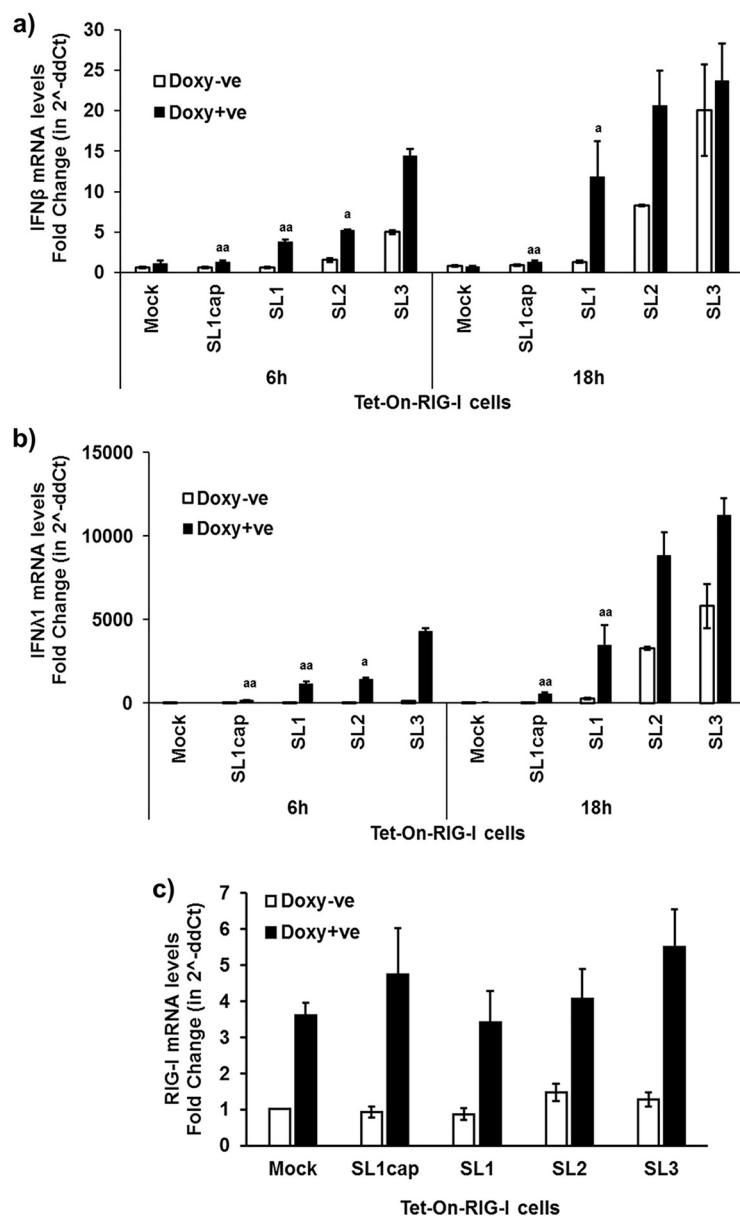 a)
IFNβ mRNA levels
Fold Change (in 2^-ddCt)
30
25
20
15
10
5
0
Doxy-ve
Doxy+ve
aa
aa
a
aa
a
Mock
SL1cap
SL1
SL2
SL3
Mock
SL1cap
SL1
SL2
SL3
6h
18h
Tet-On-RIG-I cells
b)
IFNλ1 mRNA levels
Fold Change (in 2^-ddCt)
15000
10000
5000
0
Doxy-ve
Doxy+ve
aa
aa
a
aa
aa
Mock
SL1cap
SL1
SL2
SL3
Mock
SL1cap
SL1
SL2
SL3
6h
18h
Tet-On-RIG-I cells
c)
RIG-I mRNA levels
Fold Change (in 2^-ddCt)
7
6
5
4
3
2
1
0
Doxy-ve
Doxy+ve
Mock
SL1cap
SL1
SL2
SL3
Tet-On-RIG-I cells